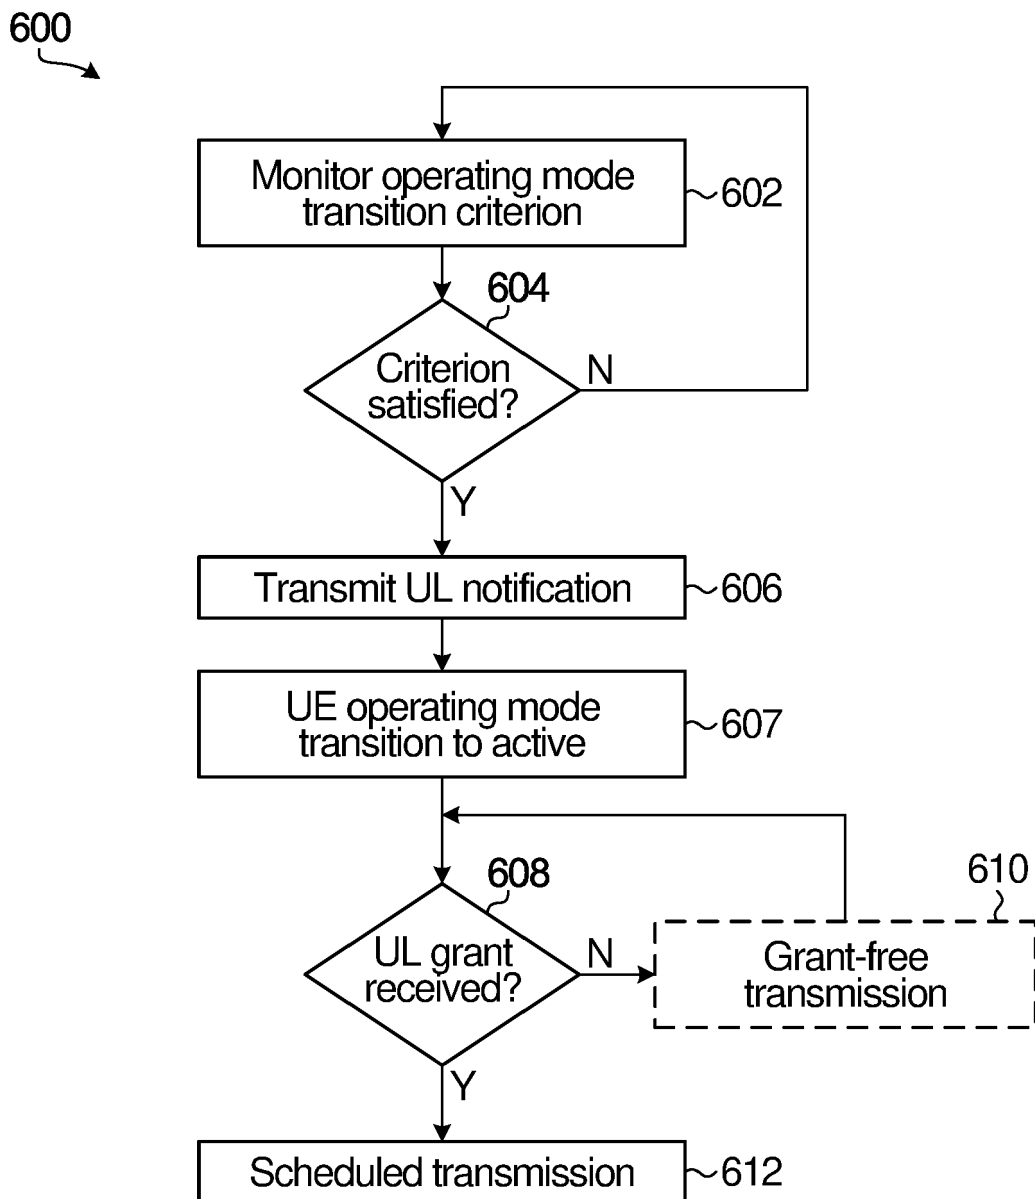 600
Monitor operating mode
transition criterion
602
604
Criterion
satisfied?
N
Y
Transmit UL notification
606
UE operating mode
transition to active
607
608
UL grant
received?
N
610
Grant-free
transmission
Y
Scheduled transmission
612